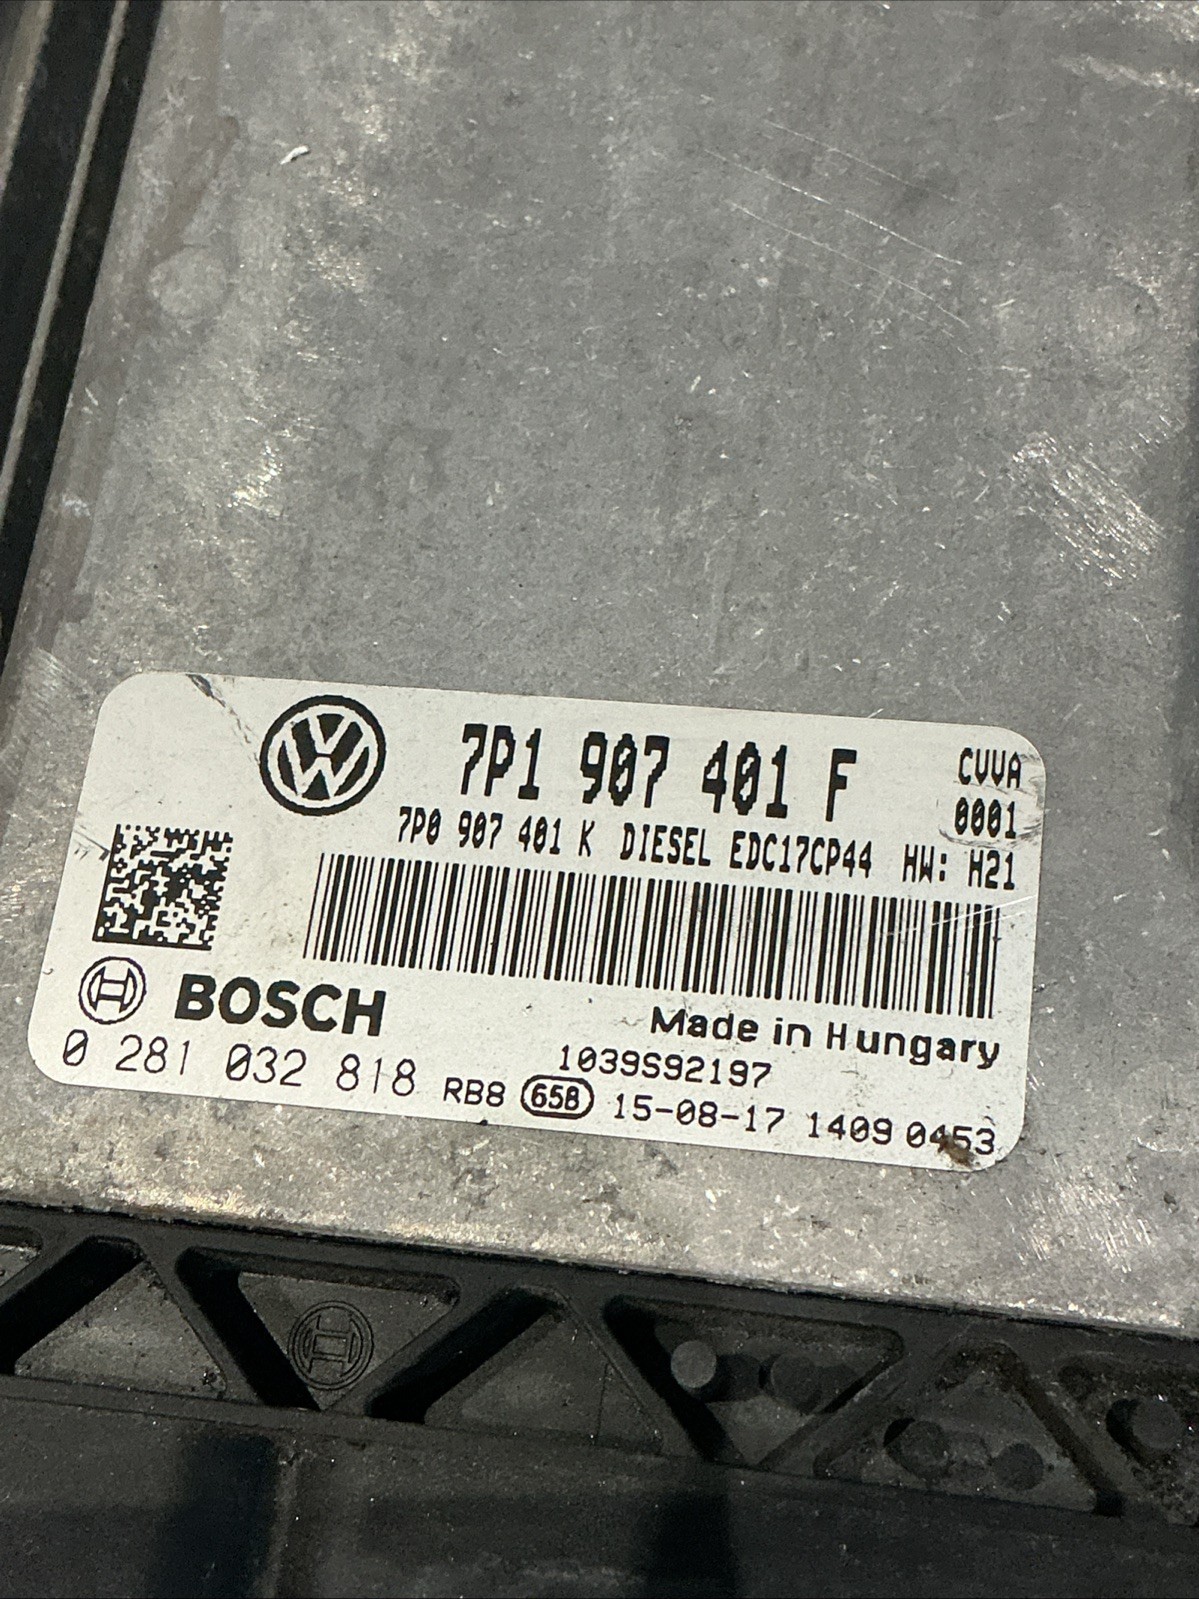 7P1 907 401 F
CVVA
0001
7P0 907 401 K DIESEL EDC17CP44 HW: H21
BOSCH
Made in Hungary
1039S92197
0 281 032 818 RB8 65B 15-08-17 1409 0453